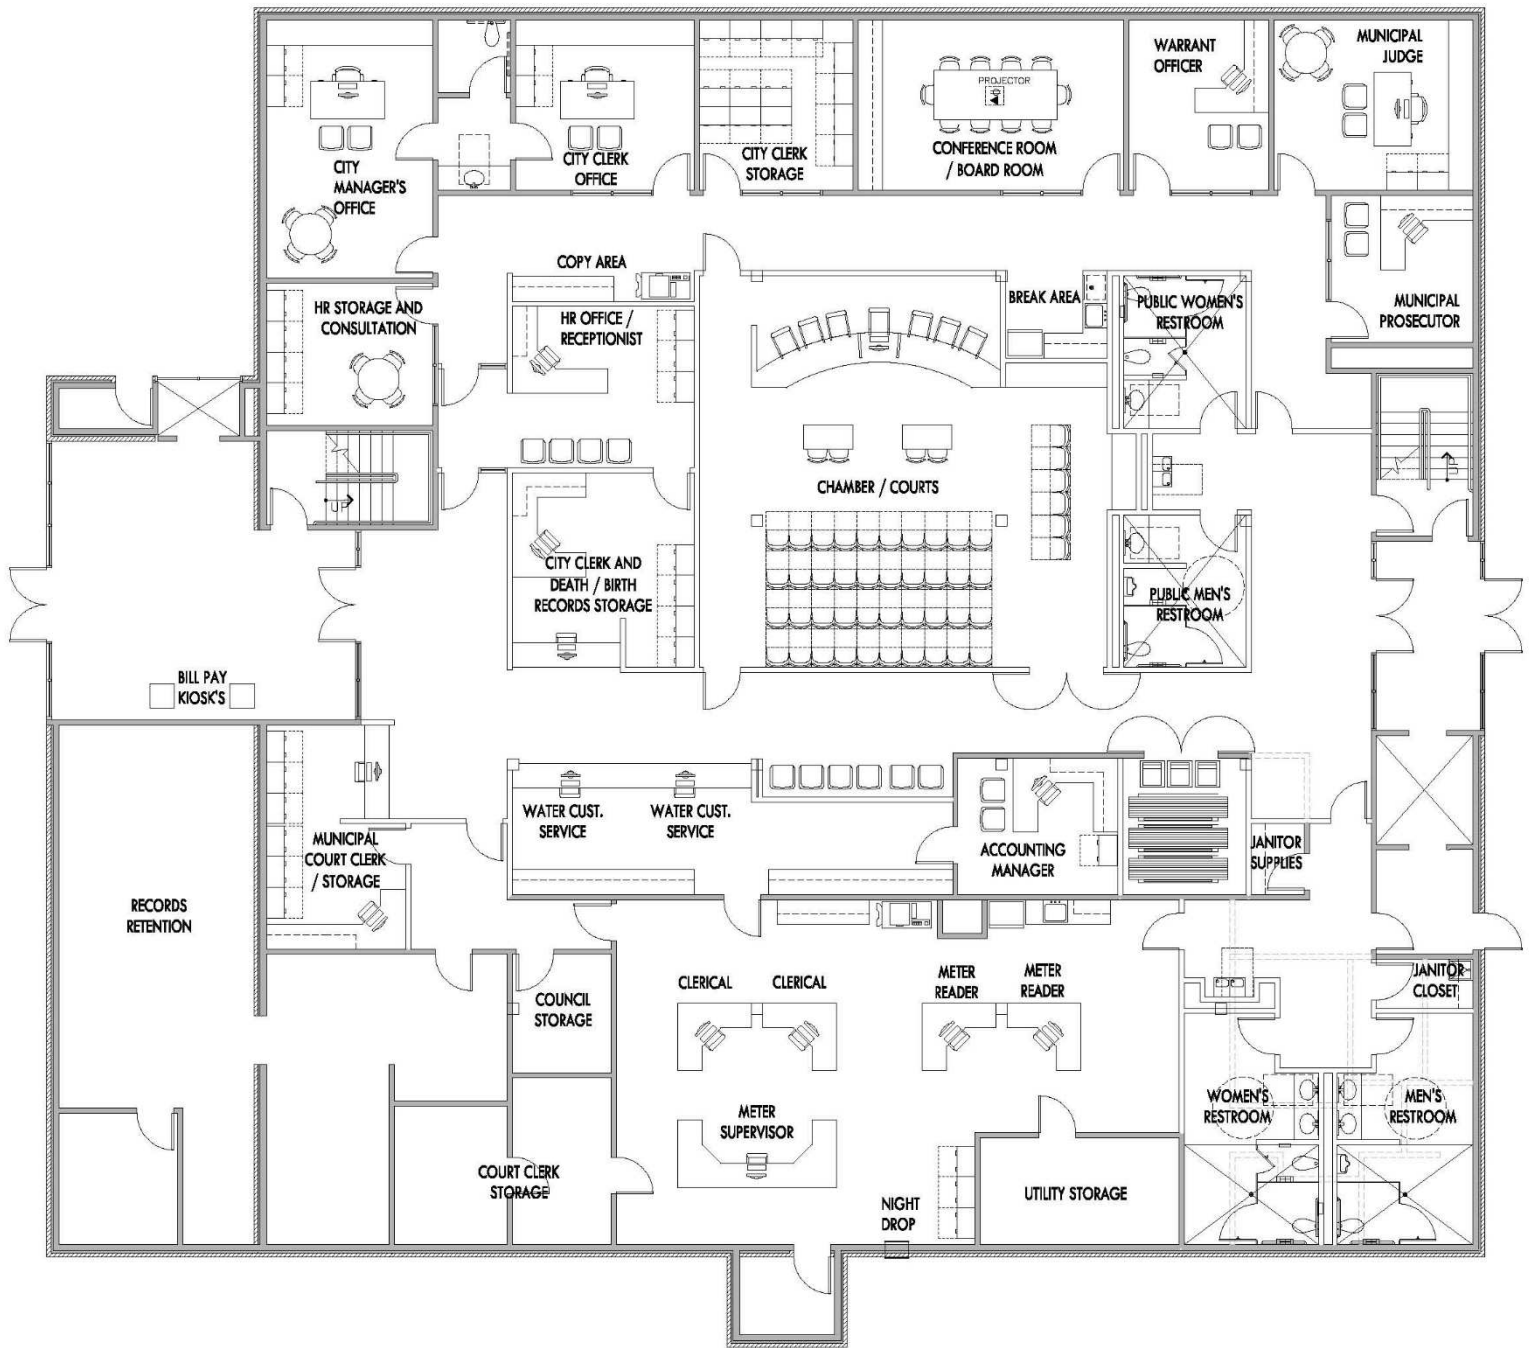 WARRANT
OFFICER
MUNICIPAL
JUDGE
PROJECTOR
CONFERENCE ROOM
/ BOARD ROOM
CITY CLERK
STORAGE
CITY CLERK
OFFICE
CITY
MANAGER'S
OFFICE
COPY AREA
HR STORAGE AND
CONSULTATION
HR OFFICE /
RECEPTIONIST
BREAK AREA
PUBLIC WOMEN'S
RESTROOM
MUNICIPAL
PROSECUTOR
CHAMBER / COURTS
UP
UP
CITY CLERK AND
DEATH / BIRTH
RECORDS STORAGE
PUBLIC MEN'S
RESTROOM
BILL PAY
KIOSK'S
WATER CUST.
SERVICE
WATER CUST.
SERVICE
MUNICIPAL
COURT CLERK
/ STORAGE
ACCOUNTING
MANAGER
JANITOR
SUPPLIES
RECORDS
RETENTION
CLERICAL
CLERICAL
METER
READER
METER
READER
JANITOR
CLOSET
COUNCIL
STORAGE
METER
SUPERVISOR
WOMEN'S
RESTROOM
MEN'S
RESTROOM
COURT CLERK
STORAGE
NIGHT
DROP
UTILITY STORAGE